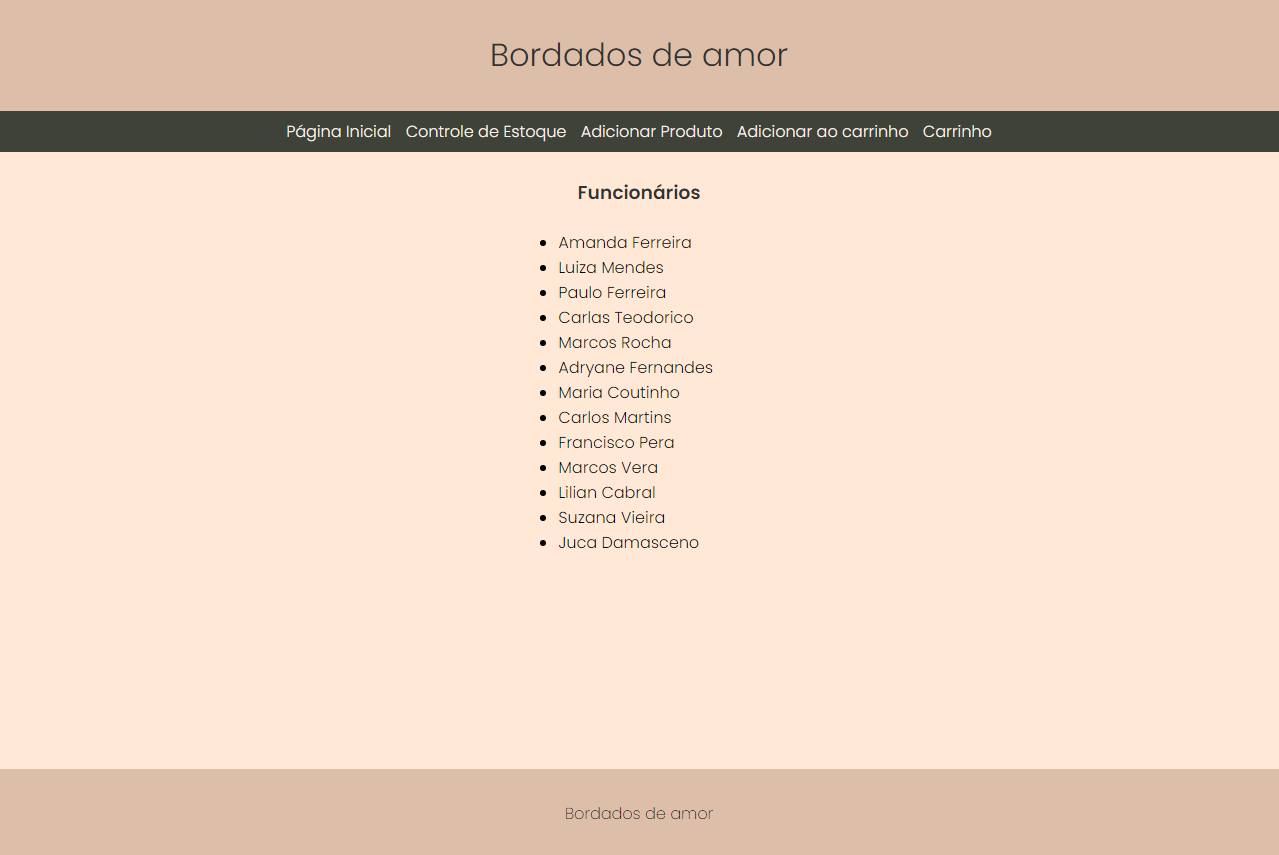 Bordados de amor
Página Inicial Controle de Estoque Adicionar Produto Adicionar ao carrinho Carrinho
Funcionários
Amanda Ferreira
Luiza Mendes
Paulo Ferreira
Carlas Teodorico
Marcos Rocha
Adryane Fernandes
Maria Coutinho
Carlos Martins
Francisco Pera
Marcos Vera
Lilian Cabral
Suzana Vieira
Juca Damasceno
Bordados de amor